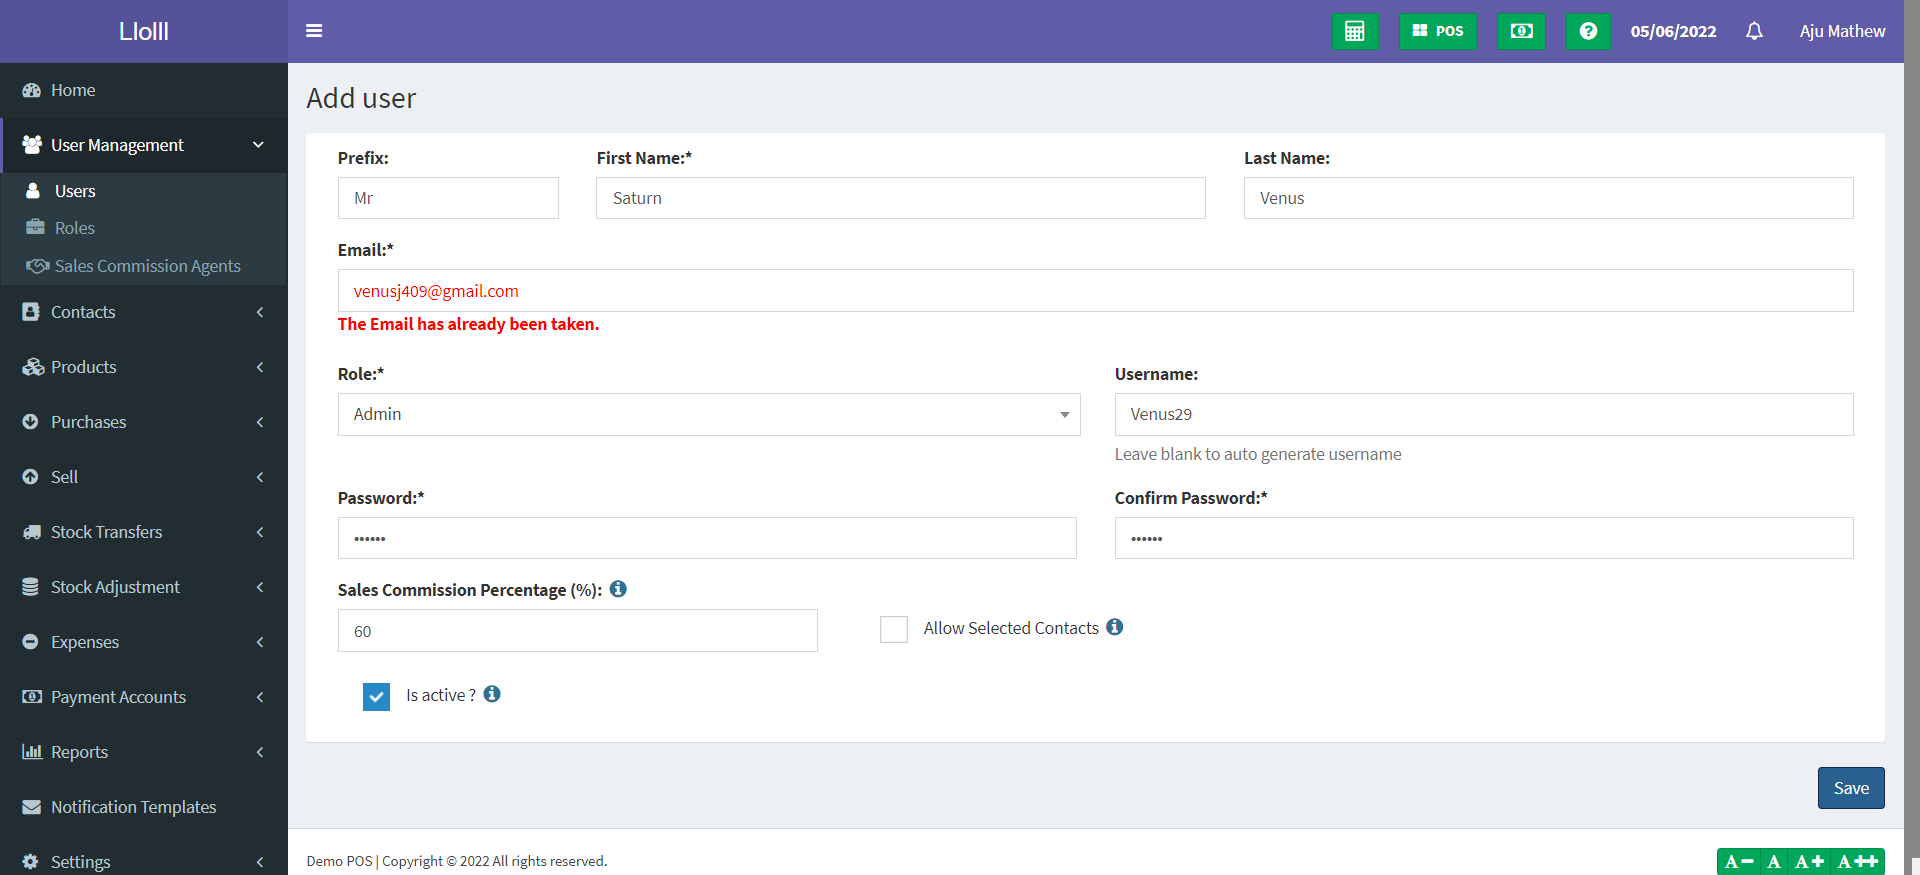 Llolll
POS
05/06/2022
Aju Mathew
Home
User Management
Users
Roles
Sales Commission Agents
Contacts
Products
Purchases
Sell
Stock Transfers
Stock Adjustment
Expenses
Payment Accounts
Reports
Notification Templates
Settings
Add user
Prefix:
First Name:*
Last Name:
Mr
Saturn
Venus
Email:*
venusj409@gmail.com
The Email has already been taken.
Role:*
Username:
Admin
Venus29
Leave blank to auto generate username
Password:*
Confirm Password:*
••••••
••••••
Sales Commission Percentage (%):
60
Allow Selected Contacts
Is active ?
Save
Demo POS | Copyright © 2022 All rights reserved.
A− A A+ A++